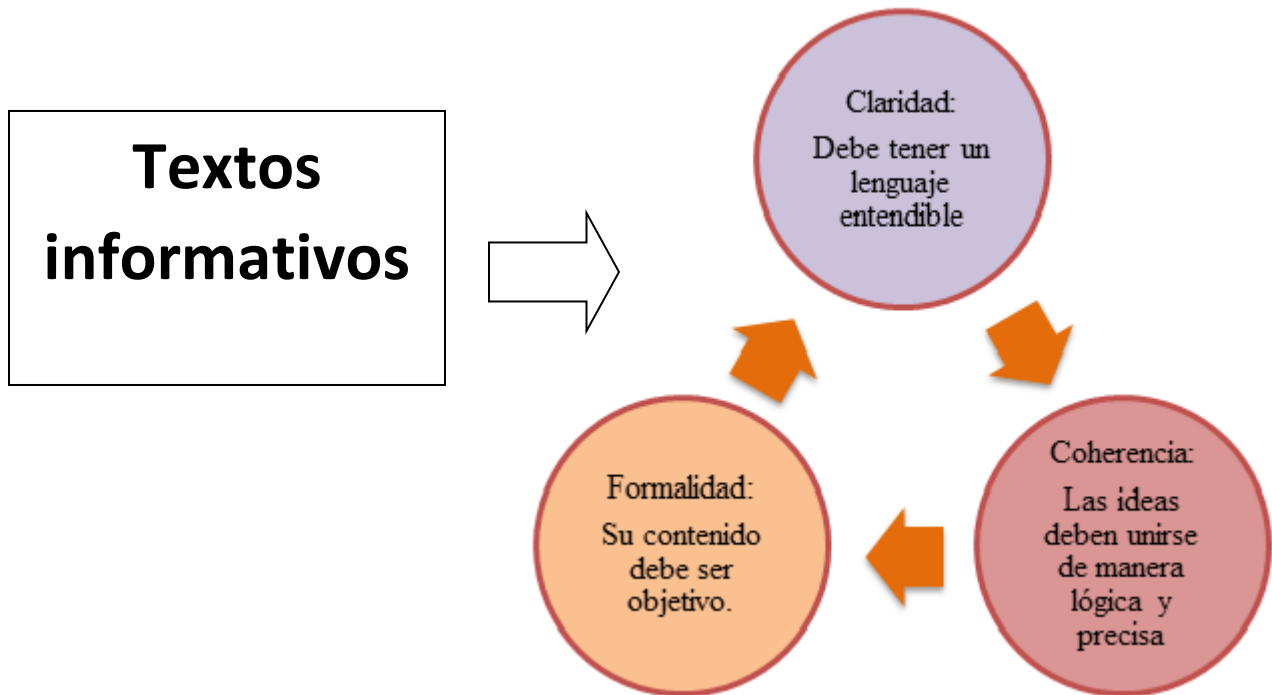 Textos
informativos
Claridad:
Debe tener un
lenguaje
entendible
Coherencia:
Las ideas
deben unirse
de manera
lógica y
precisa
Formalidad:
Su contenido
debe ser
objetivo.